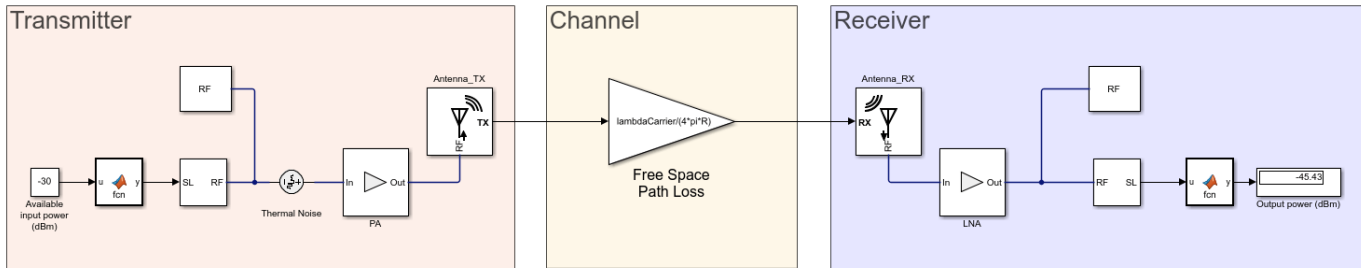 Transmitter
Channel
Receiver
RF
Antenna_TX
TX
RF
-30
Available
input power
(dBm)
u
y
fcn
SL
RF
Thermal Noise
In
Out
PA
lambdaCarrier/(4*pi*R)
Free Space
Path Loss
Antenna_RX
RX
RF
In
Out
LNA
RF
RF
SL
u
y
fcn
-45.43
Output power (dBm)